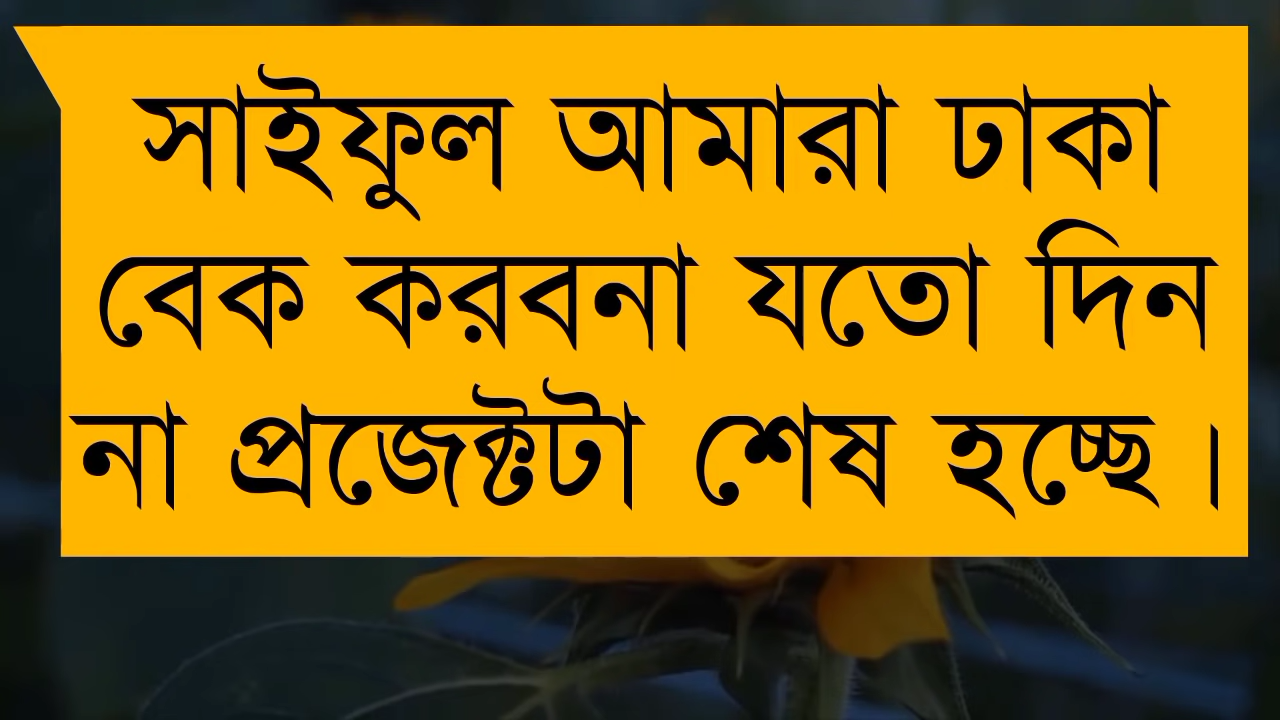 সাইফুল আমারা ঢাকা
বেক করবনা যতো দিন
না প্রজেক্টটা শেষ হচ্ছে।